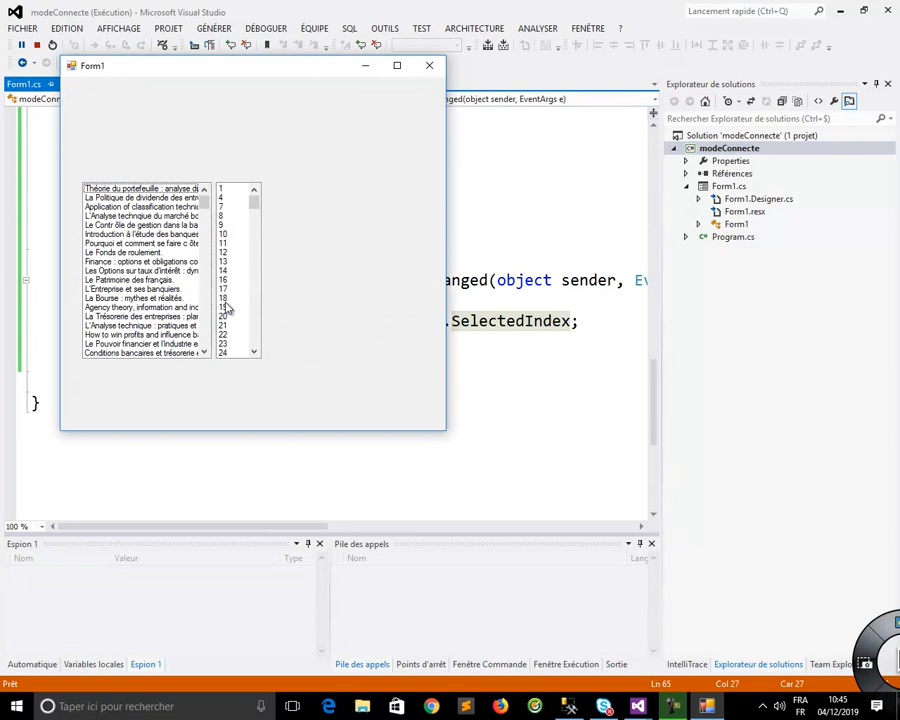 modeConnecte (Exécution) - Microsoft Visual Studio
Lancement rapide (Ctrl+Q)
FICHIER EDITION AFFICHAGE PROJET GÉNÉRER DÉBOGUER ÉQUIPE SQL OUTILS TEST ARCHITECTURE ANALYSER FENÊTRE ?
Form1
Form1.cs
Explorateur de solutions
modeConn
ged(object sender, EventArgs e)
Rechercher Explorateur de solutions (Ctrl+$)
Solution 'modeConnecte' (1 projet)
modeConnecte
Properties
Références
Form1.cs
Form1.Designer.cs
Form1.resx
Form1
Program.cs
Théorie du portefeuille : analyse du 1
La Politique de dividende des entr 4
Application of classification techni 7
L'Analyse technique du marché bo 8
Le Contr ôle de gestion dans la ba 9
Introduction à l'étude des banques 10
Pourquoi et comment se faire c ôte 11
Le Fonds de roulement. 12
Finance : options et obligations co 13
Les Options sur taux d'intérêt : dyn 14
Le Patrimoine des français. 16
L'Entreprise et ses banquiers. 17
La Bourse : mythes et réalités. 18
Agency theory, information and inc 19
La Trésorerie des entreprises : plan 20
L'Analyse technique : pratiques et 21
How to win profits and influence b 22
Le Pouvoir financier et l'industrie e 23
Conditions bancaires et trésorerie e 24
anged(object sender, Ev
.SelectedIndex;
}
100 %
Espion 1
Pile des appels
Nom Valeur Type
Nom Lang
Automatique Variables locales Espion 1
Pile des appels Points d'arrêt Fenêtre Commande Fenêtre Exécution Sortie
IntelliTrace Explorateur de solutions Team Explo
Prêt
Ln 65 Col 27 Car 27
Taper ici pour rechercher
FRA
FR
10:45
04/12/2019